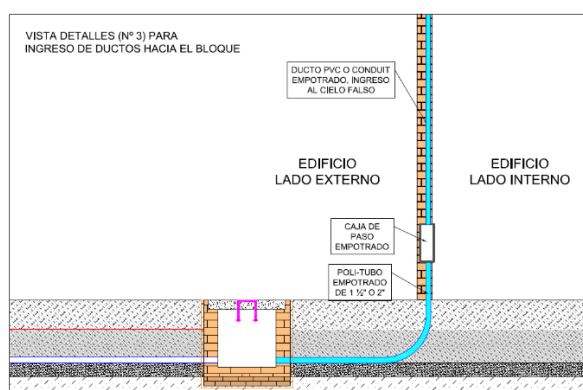 VISTA DETALLES (Nº 3) PARA
INGRESO DE DUCTOS HACIA EL BLOQUE
DUCTO PVC O CONDUIT
EMPOTRADO, INGRESO
AL CIELO FALSO
EDIFICIO
LADO EXTERNO
EDIFICIO
LADO INTERNO
CAJA DE
PASO
EMPOTRADO
POLI-TUBO
EMPOTRADO
DE 1 ½" O 2"